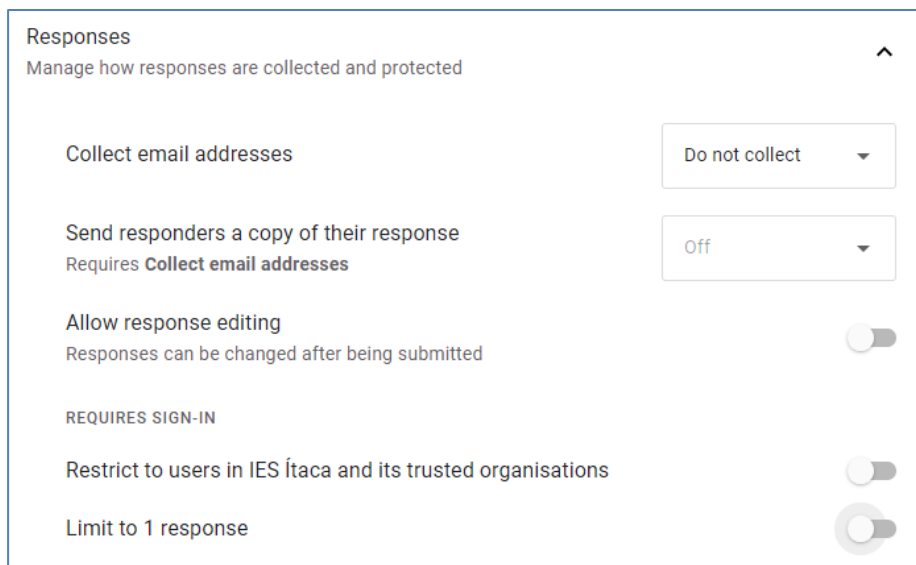 Responses
Manage how responses are collected and protected
Collect email addresses
Do not collect
Send responders a copy of their response
Requires Collect email addresses
Off
Allow response editing
Responses can be changed after being submitted
REQUIRES SIGN-IN
Restrict to users in IES Ítaca and its trusted organisations
Limit to 1 response